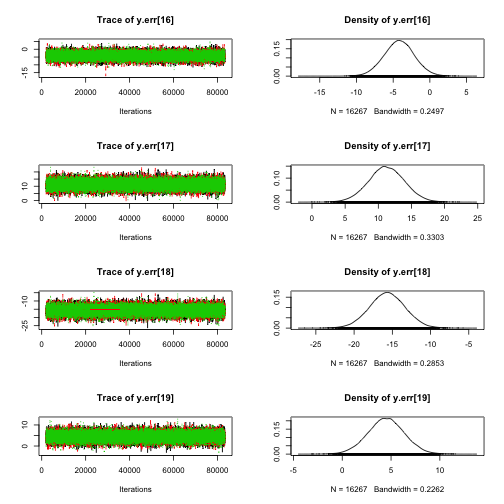 Trace of y.err[16]
Density of y.err[16]
0
-15
0 20000 40000 60000 80000
Iterations
0.15
0.00
-15 -10 -5 0 5
N = 16267 Bandwidth = 0.2497
Trace of y.err[17]
Density of y.err[17]
10
0
0 20000 40000 60000 80000
Iterations
0.10
0.00
0 5 10 15 20 25
N = 16267 Bandwidth = 0.3303
Trace of y.err[18]
Density of y.err[18]
-10
-25
0 20000 40000 60000 80000
Iterations
0.15
0.00
-25 -20 -15 -10 -5
N = 16267 Bandwidth = 0.2853
Trace of y.err[19]
Density of y.err[19]
10
0
0 20000 40000 60000 80000
Iterations
0.15
0.00
-5 0 5 10
N = 16267 Bandwidth = 0.2262